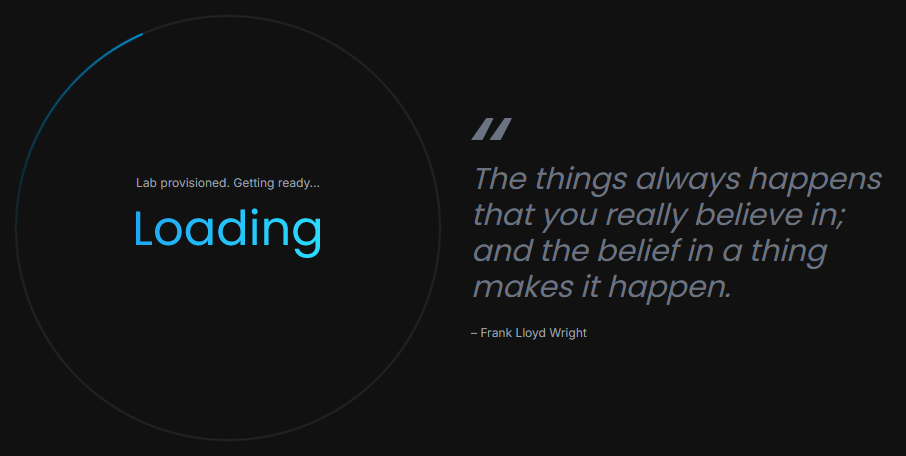 Lab provisioned. Getting ready...
Loading
"
The things always happens
that you really believe in;
and the belief in a thing
makes it happen.
– Frank Lloyd Wright